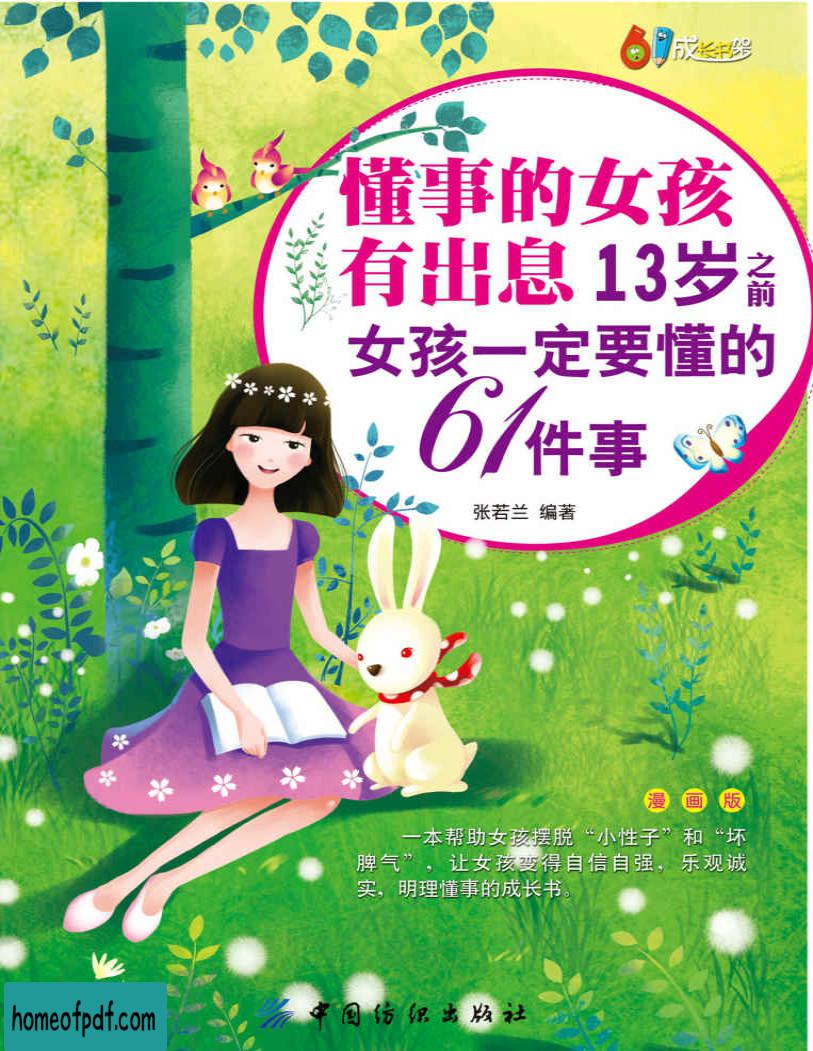 61成长书架
懂事的女孩
有出息 13岁之前
女孩一定要懂的
61件事
张若兰 编著
漫画版
一本帮助女孩摆脱“小性子”和“坏
脾气”，让女孩变得自信自强，乐观诚
实，明理懂事的成长书。
中国纺织出版社
homeofpdf.com